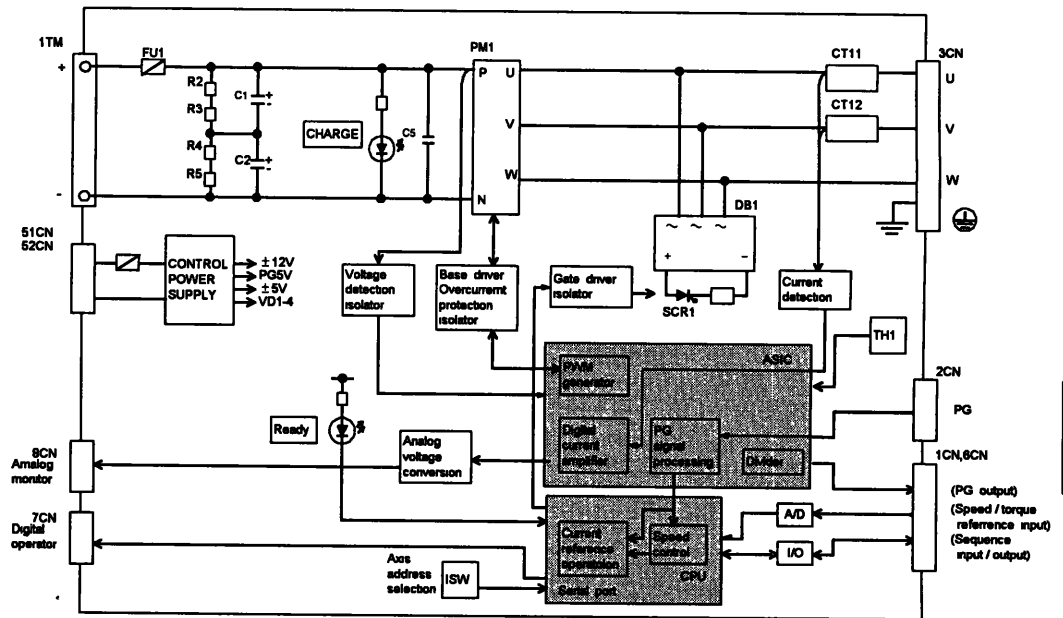 1TM
+
-
FU1
R2
R3
R4
R5
C1
+
-
C2
+
-
CHARGE
C5
PM1
P
U
V
W
N
CT11
CT12
3CN
U
V
W
DB1
~ ~ ~
+ -
SCR1
51CN
52CN
CONTROL
POWER
SUPPLY
±12V
PG5V
±5V
VD1-4
Voltage
detection
isolator
Base driver
Overcurremt
protection
isolator
Gate driver
isolator
Current
detection
TH1
ASIC
PWM
generator
Digital
current
amplifier
PG
signal
processing
Divider
2CN
PG
Ready
Analog
voltage
conversion
8CN
Analog
monitor
7CN
Digital
operator
Axis
address
selection
ISW
Current
reference
operatoion
Speed
control
CPU
Serial port
A/D
I/O
1CN,6CN
(PG output)
(Speed / torque
referrence input)
(Sequence
input / output)